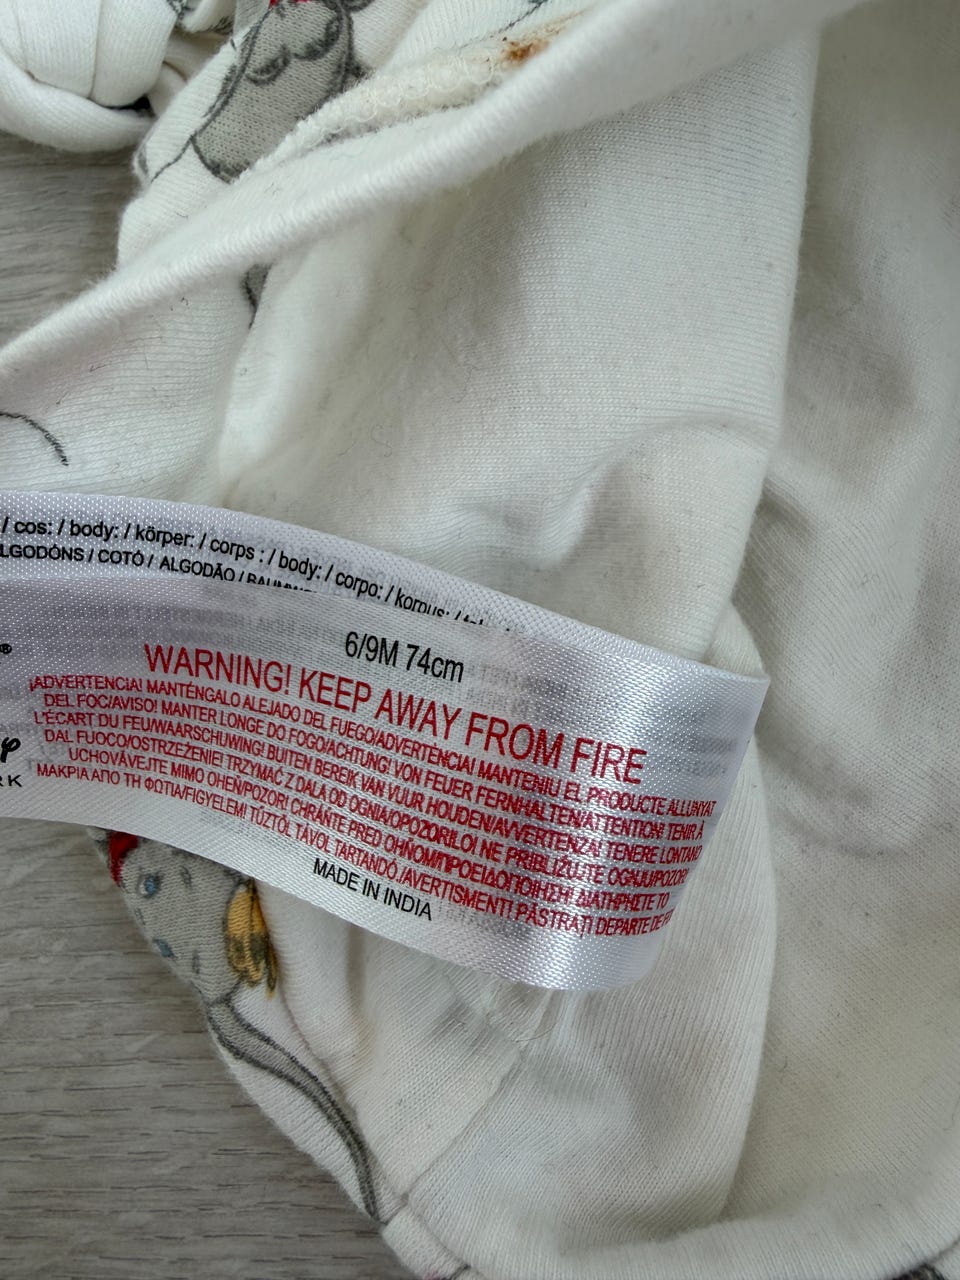 / cos: / body: / körper: / corps : / body: / corpo: / korpus: /
LGODÓNS / COTÓ / ALGODÃO /
®
6/9M 74cm
WARNING! KEEP AWAY FROM FIRE
¡ADVERTENCIA! MANTÉNGALO ALEJADO DEL FUEGO/ADVERTÈNCIA! MANTENIU EL PRODUCTE ALLUNYAT
DEL FOC/AVISO! MANTER LONGE DO FOGO/ACHTUNG! VON FEUER FERNHALTEN/ATTENTION! TENIR À
L'ÉCART DU FEU/WAARSCHUWING! BUITEN BEREIK VAN VUUR HOUDEN/AVVERTENZA! TENERE LONTANO
DAL FUOCO/OSTRZEŻENIE! TRZYMAĆ Z DALA OD OGNIA/OPOZORILO! NE PRIBLIŽUJTE OGNJU/POZOR!
UCHOVÁVEJTE MIMO OHEŇ/POZOR! CHRÁŇTE PRED OHŇOM/ΠΡΟΕΙΔΟΠΟΙΗΣΗ! ΔΙΑΤΗΡΗΣΤΕ ΤΟ
ΜΑΚΡΙΑ ΑΠΟ ΤΗ ΦΩΤΙΑ/FIGYELEM! TŰZTŐL TÁVOL TARTANDÓ./AVERTISMENT! PĂSTRAȚI DEPARTE DE F
RK
MADE IN INDIA